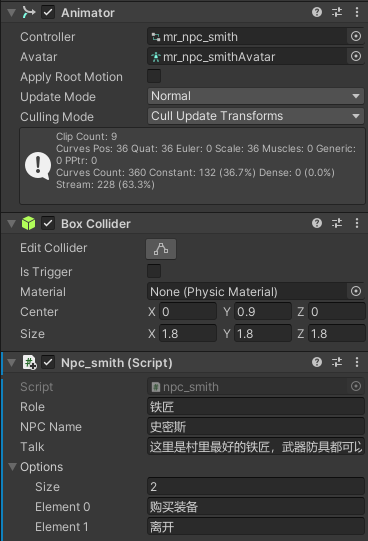 Animator
Controller mr_npc_smith
Avatar mr_npc_smithAvatar
Apply Root Motion
Update Mode Normal
Culling Mode Cull Update Transforms
Clip Count: 9
Curves Pos: 36 Quat: 36 Euler: 0 Scale: 36 Muscles: 0 Generic:
0 PPtr: 0
Curves Count: 360 Constant: 132 (36.7%) Dense: 0 (0.0%)
Stream: 228 (63.3%)
Box Collider
Edit Collider
Is Trigger
Material None (Physic Material)
Center X 0 Y 0.9 Z 0
Size X 1.8 Y 1.8 Z 1.8
Npc_smith (Script)
Script npc_smith
Role 铁匠
NPC Name 史密斯
Talk 这里是村里最好的铁匠，武器防具都可以
Options
Size 2
Element 0 购买装备
Element 1 离开